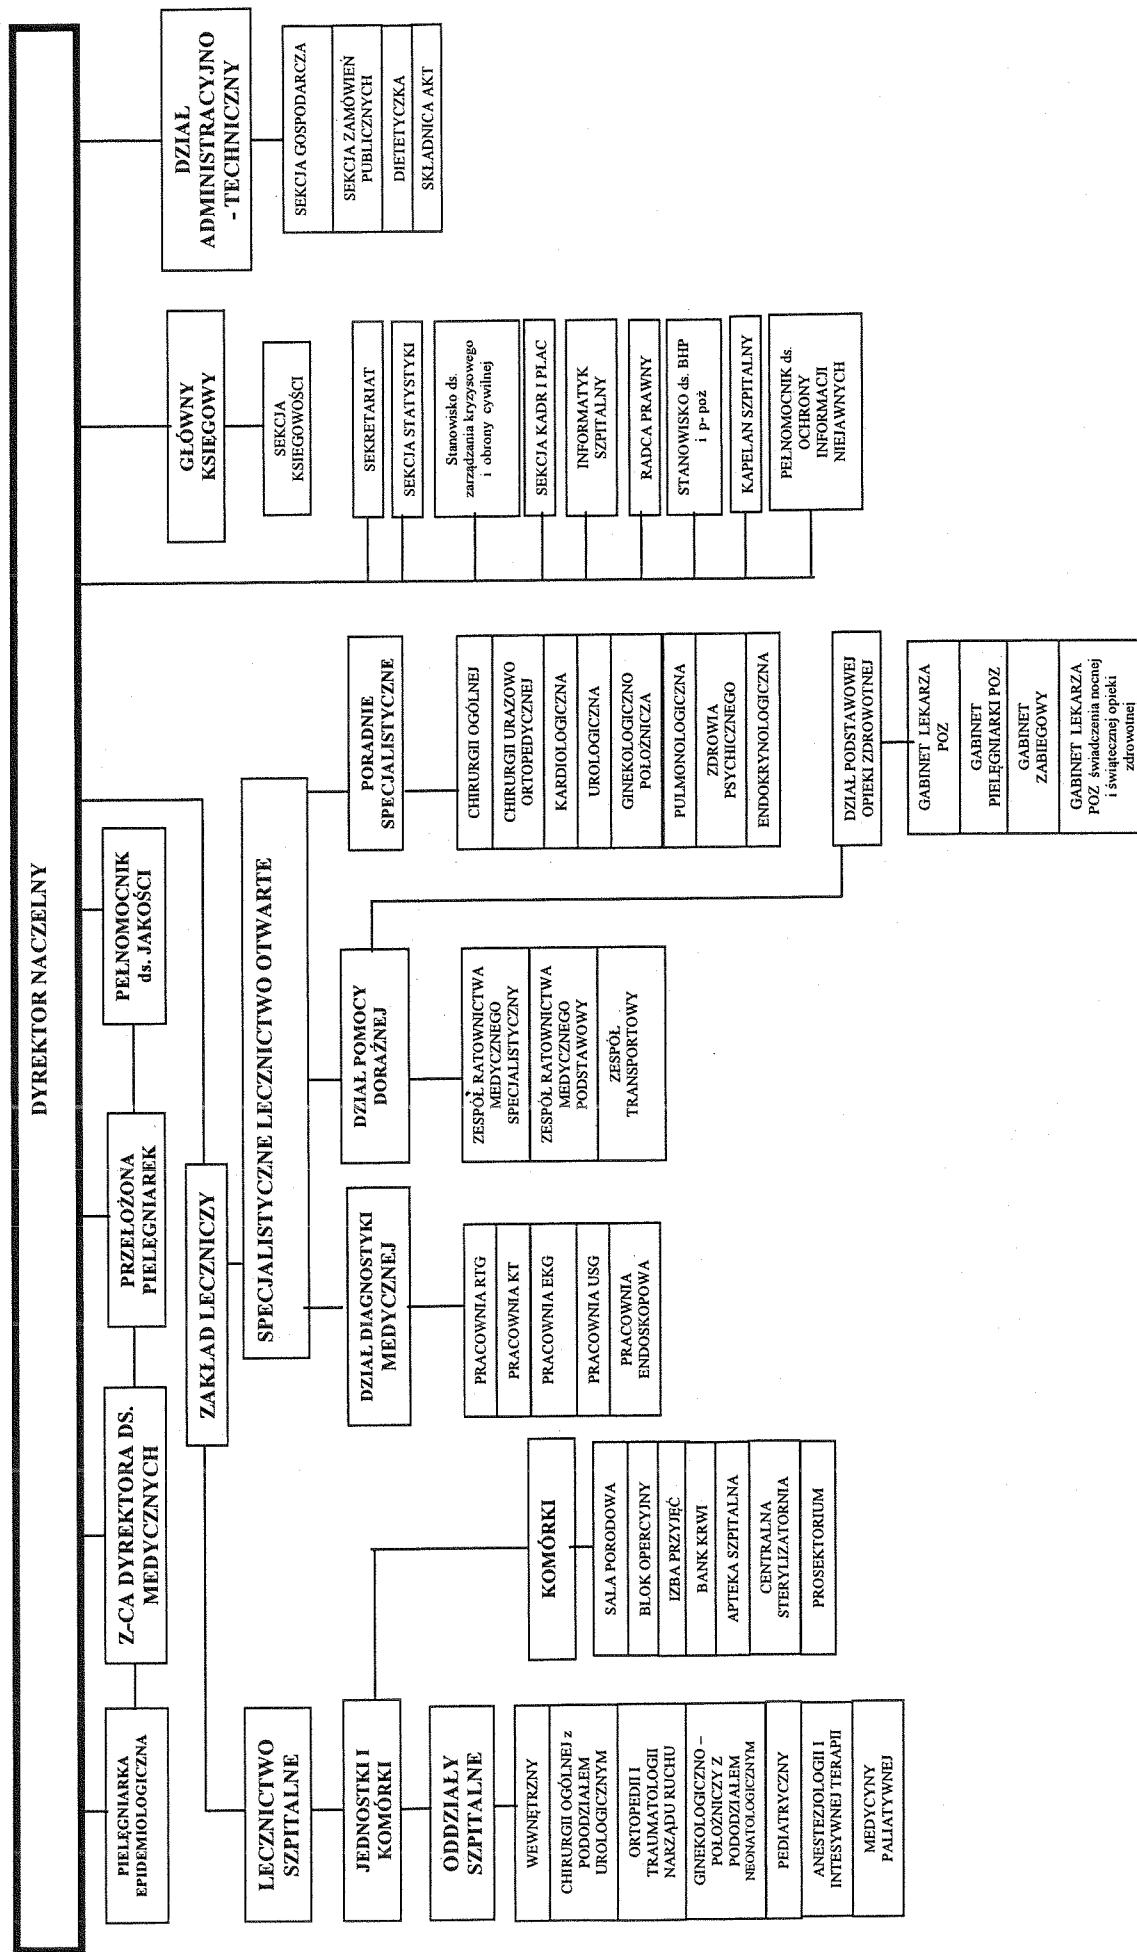 DYREKTOR NACZELNY
PIELĘGNIARKA
EPIDEMIOLOGICZNA
Z-CA DYREKTORA DS.
MEDYCZNYCH
PRZEŁOŻONA
PIELĘGNIAREK
PEŁNOMOCNIK
ds. JAKOŚCI
GŁÓWNY
KSIĘGOWY
DZIAŁ
ADMINISTRACYJNO
- TECHNICZNY
ZAKŁAD LECZNICZY
LECZNICTWO
SZPITALNE
JEDNOSTKI I
KOMÓRKI
ODDZIAŁY
SZPITALNE
WEWNĘTRZNY
CHIRURGII OGÓLNEJ z
PODODZIAŁEM
UROLOGICZNYM
ORTOPEDII I
TRAUMATOLOGII
NARZĄDU RUCHU
GINEKOLOGICZNO –
POŁOŻNICZY Z
PODODZIAŁEM
NEONATOLOGICZNYM
PEDIATRYCZNY
ANESTEZJOLOGII I
INTESYWNEJ TERAPII
MEDYCYNY
PALIATYWNEJ
KOMÓRKI
SALA PORODOWA
BLOK OPERCYJNY
IZBA PRZYJĘĆ
BANK KRWI
APTEKA SZPITALNA
CENTRALNA
STERYLIZATORNIA
PROSEKTORIUM
SPECJALISTYCZNE LECZNICTWO OTWARTE
DZIAŁ DIAGNOSTYKI
MEDYCZNEJ
PRACOWNIA RTG
PRACOWNIA KT
PRACOWNIA EKG
PRACOWNIA USG
PRACOWNIA
ENDOSKOPOWA
DZIAŁ POMOCY
DORAŹNEJ
ZESPÓŁ RATOWNICTWA
MEDYCZNEGO
SPECJALISTYCZNY
ZESPÓŁ RATOWNICTWA
MEDYCZNEGO
PODSTAWOWY
ZESPÓŁ
TRANSPORTOWY
PORADNIE
SPECJALISTYCZNE
CHIRURGII OGÓLNEJ
CHIRURGII URAZOWO
ORTOPEDYCZNEJ
KARDIOLOGICZNA
UROLOGICZNA
GINEKOLOGICZNO
POŁOŻNICZA
PULMONOLOGICZNA
ZDROWIA
PSYCHICZNEGO
ENDOKRYNOLOGICZNA
DZIAŁ PODSTAWOWEJ
OPIEKI ZDROWOTNEJ
GABINET LEKARZA
POZ
GABINET
PIELĘGNIARKI POZ
GABINET
ZABIEGOWY
GABINET LEKARZA
POZ świadczenia nocnej
i świątecznej opieki
zdrowotnej
SEKCJA
KSIEGOWOŚCI
SEKRETARIAT
SEKCJA STATYSTYKI
Stanowisko ds.
zarządzania kryzysowego
i obrony cywilnej
SEKCJA KADR I PŁAC
INFORMATYK
SZPITALNY
RADCA PRAWNY
STANOWISKO ds. BHP
i p- poż
KAPELAN SZPITALNY
PEŁNOMOCNIK ds.
OCHRONY
INFORMACJI
NIEJAWNYCH
SEKCJA GOSPODARCZA
SEKCJA ZAMÓWIEŃ
PUBLICZNYCH
DIETETYCZKA
SKŁADNICA AKT